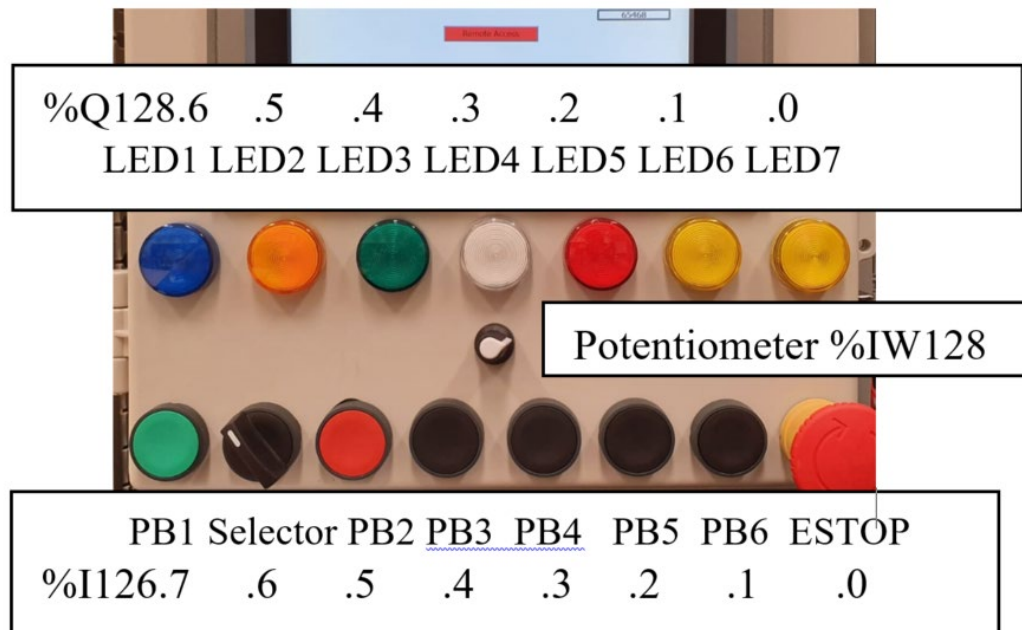 65468
Remote Access
%Q128.6 .5 .4 .3 .2 .1 .0
LED1 LED2 LED3 LED4 LED5 LED6 LED7
Potentiometer %IW128
PB1 Selector PB2 PB3 PB4 PB5 PB6 ESTOP
%I126.7 .6 .5 .4 .3 .2 .1 .0